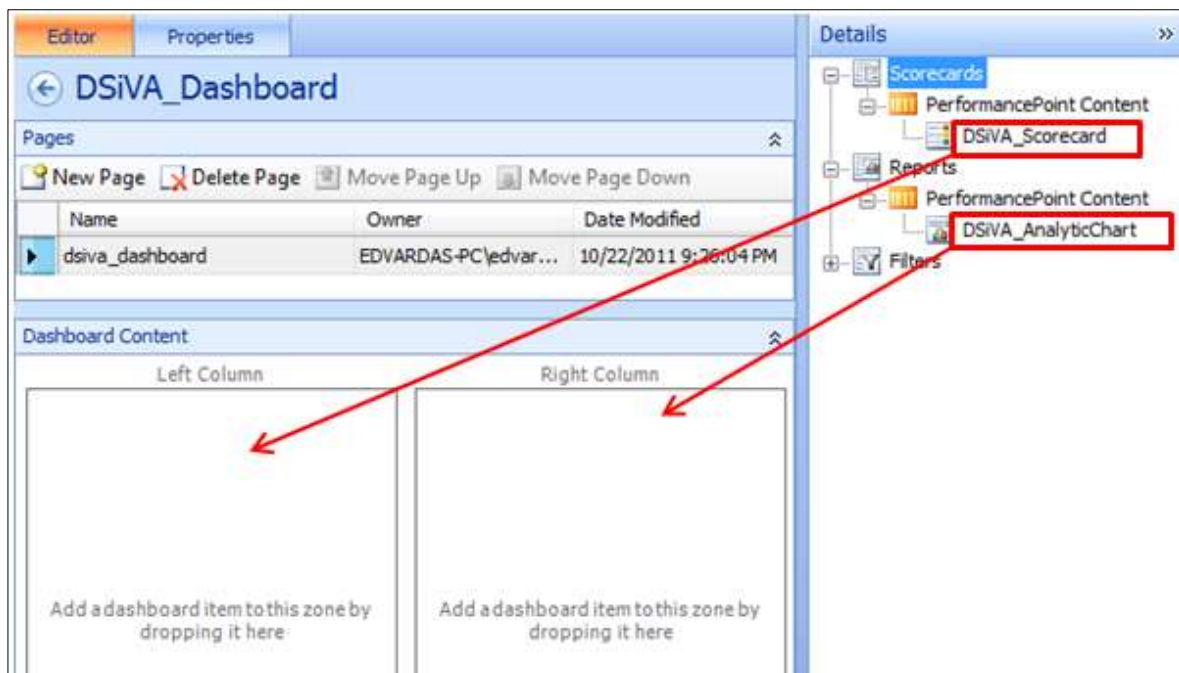 Editor
Properties
DSiVA_Dashboard
Pages
New Page
Delete Page
Move Page Up
Move Page Down
Name
Owner
Date Modified
dsiva_dashboard
EDVARDAS-PC\edvar...
10/22/2011 9:26:04 PM
Dashboard Content
Left Column
Right Column
Add a dashboard item to this zone by
dropping it here
Add a dashboard item to this zone by
dropping it here
Details
Scorecards
PerformancePoint Content
DSiVA_Scorecard
Reports
PerformancePoint Content
DSiVA_AnalyticChart
Filters